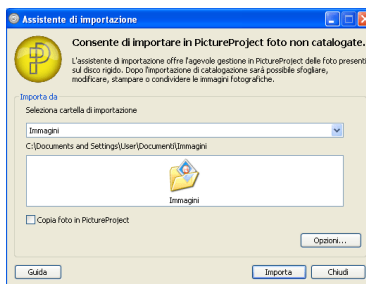 Assistente di importazione
Consente di importare in PictureProject foto non catalogate.
L'assistente di importazione offre l'agevole gestione in PictureProject delle foto presenti
sul disco rigido. Dopo l'importazione di catalogazione sarà possibile sfogliare,
modificare, stampare o condividere le immagini fotografiche.
Importa da
Seleziona cartella di importazione
Immagini
C:\Documents and Settings\User\Documenti\Immagini
Immagini
Copia foto in PictureProject
Opzioni...
Guida
Importa
Chiudi